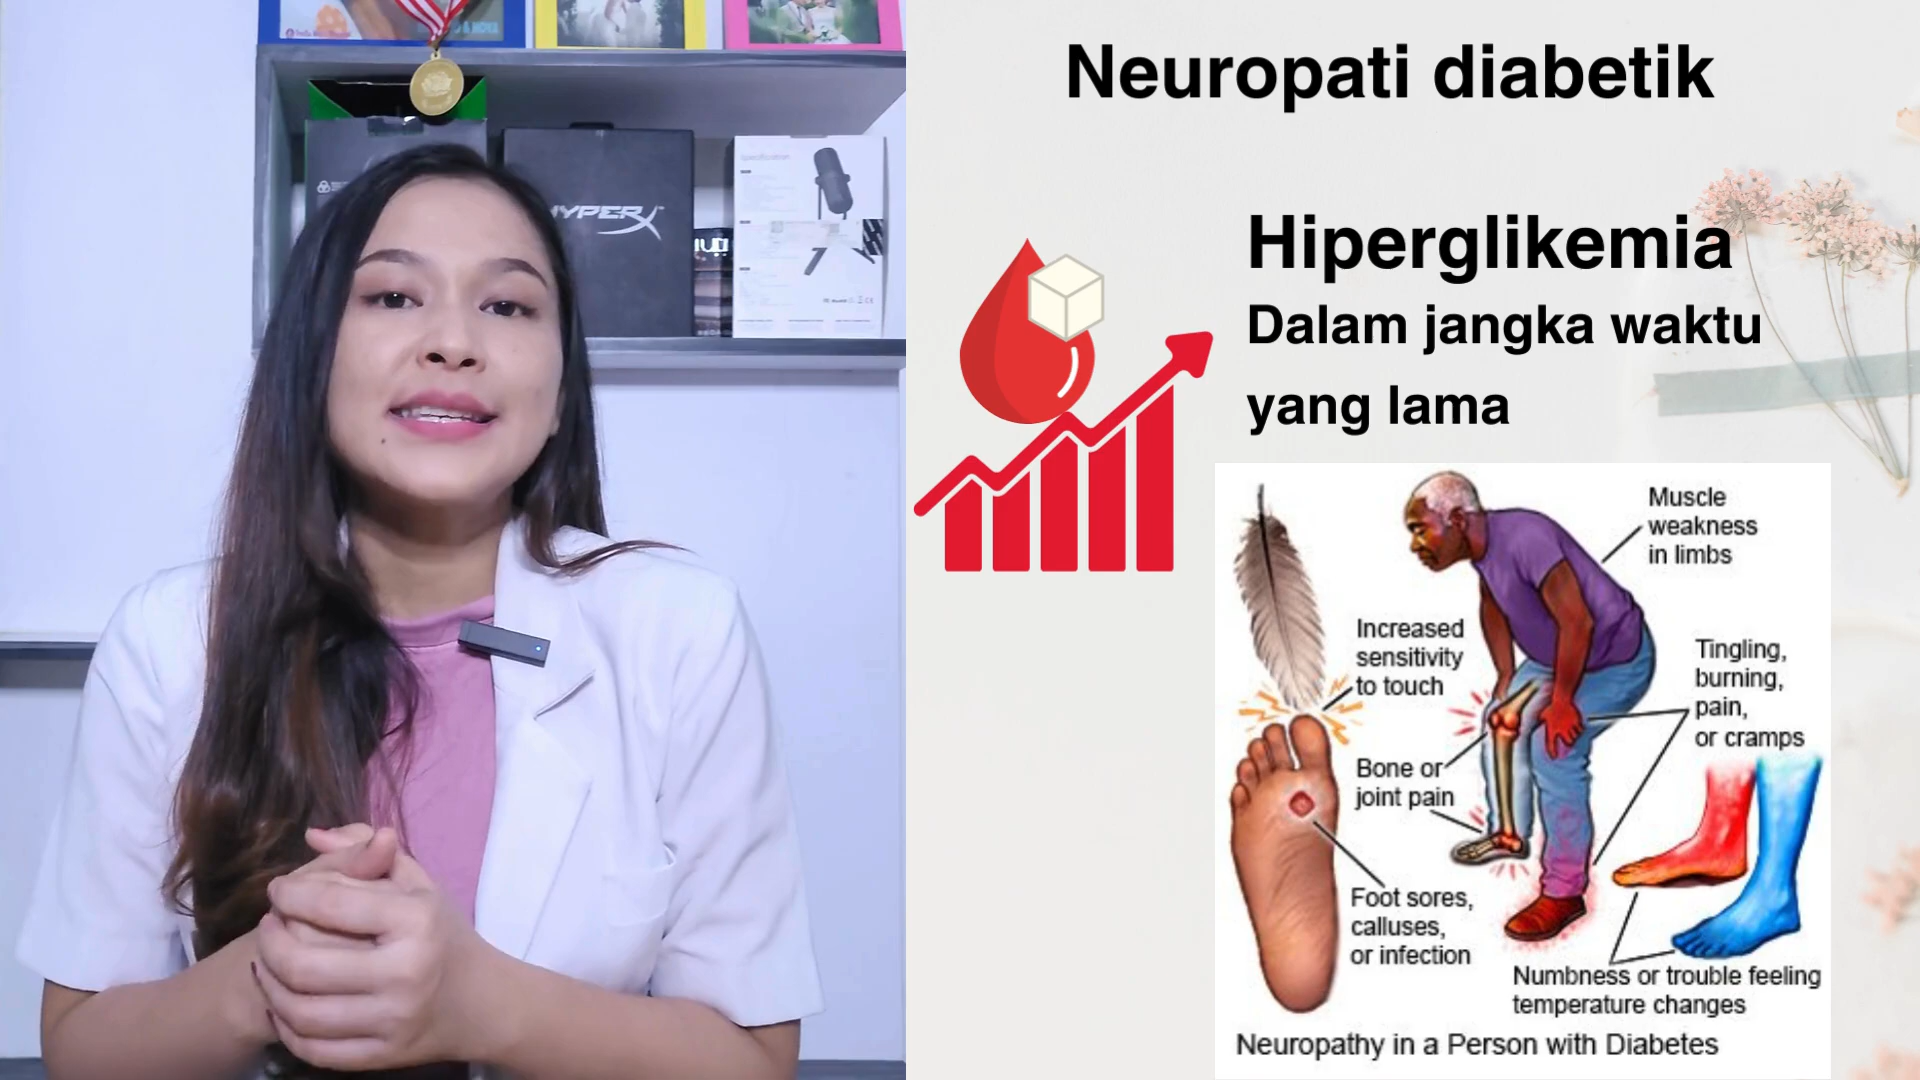 Neuropati diabetik
Hiperglikemia
Dalam jangka waktu
yang lama
HYPERX
Specification
Muscle
weakness
in limbs
Increased
sensitivity
to touch
Tingling,
burning,
pain,
or cramps
Bone or
joint pain
Foot sores,
calluses,
or infection
Numbness or trouble feeling
temperature changes
Neuropathy in a Person with Diabetes